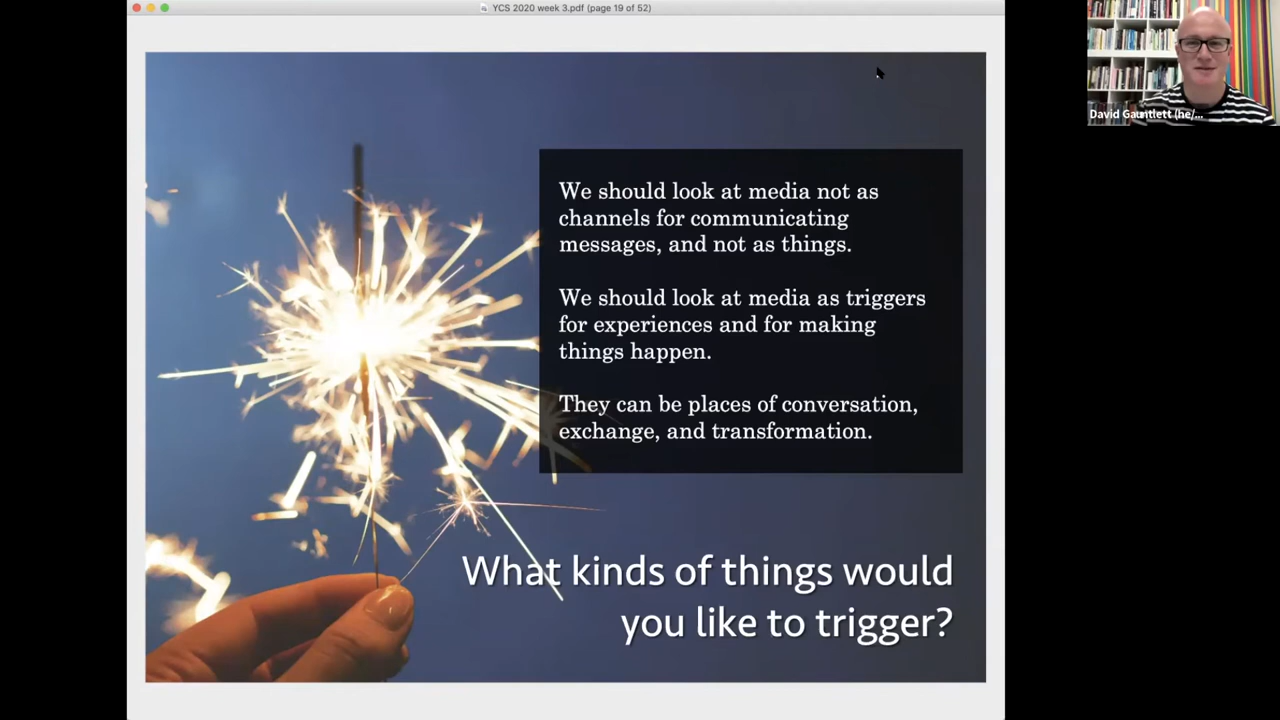 YCS 2020 week 3.pdf (page 19 of 52)
We should look at media not as
channels for communicating
messages, and not as things.
We should look at media as triggers
for experiences and for making
things happen.
They can be places of conversation,
exchange, and transformation.
What kinds of things would
you like to trigger?
David Gauntlett (he/...